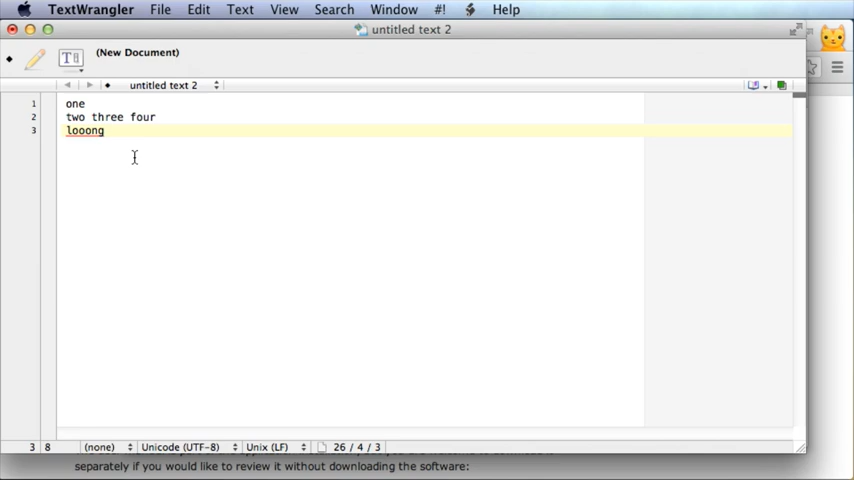 TextWrangler File Edit Text View Search Window #! Help
untitled text 2
(New Document)
untitled text 2
1 one
2 two three four
3 looong
3 8 (none) Unicode (UTF-8) Unix (LF) 26 / 4 / 3
separately if you would like to review it without downloading the software: